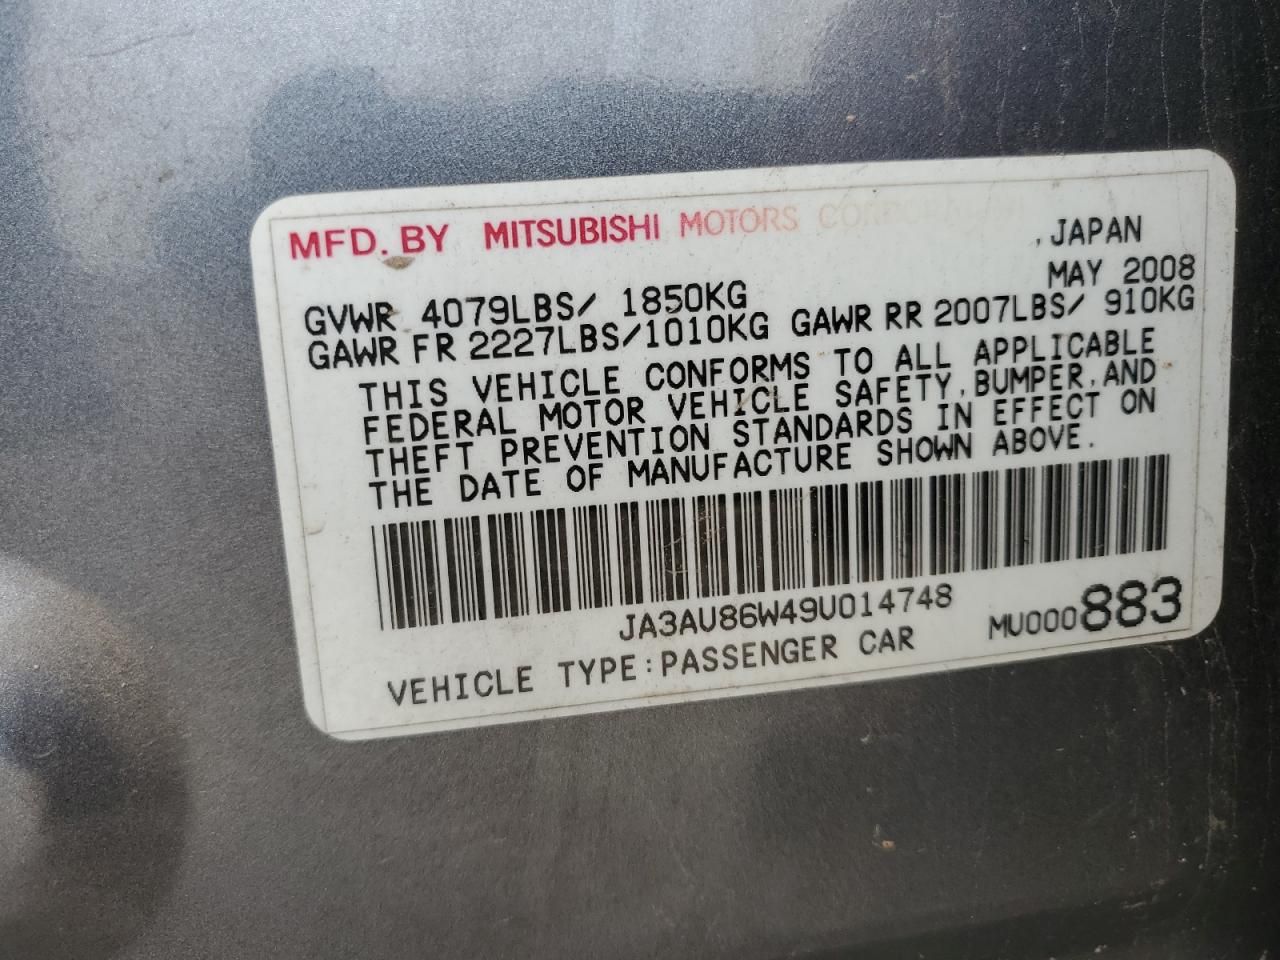 MFD. BY MITSUBISHI MOTORS CORPORATION, JAPAN
MAY 2008
GVWR 4079LBS/ 1850KG
GAWR FR 2227LBS/1010KG GAWR RR 2007LBS/ 910KG
THIS VEHICLE CONFORMS TO ALL APPLICABLE
FEDERAL MOTOR VEHICLE SAFETY, BUMPER, AND
THEFT PREVENTION STANDARDS IN EFFECT ON
THE DATE OF MANUFACTURE SHOWN ABOVE.
JA3AU86W49U014748
MU000883
VEHICLE TYPE:PASSENGER CAR